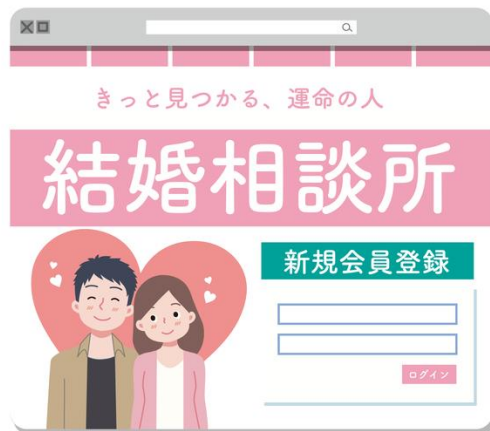 きっと見つかる、運命の人
結婚相談所
新規会員登録
ログイン